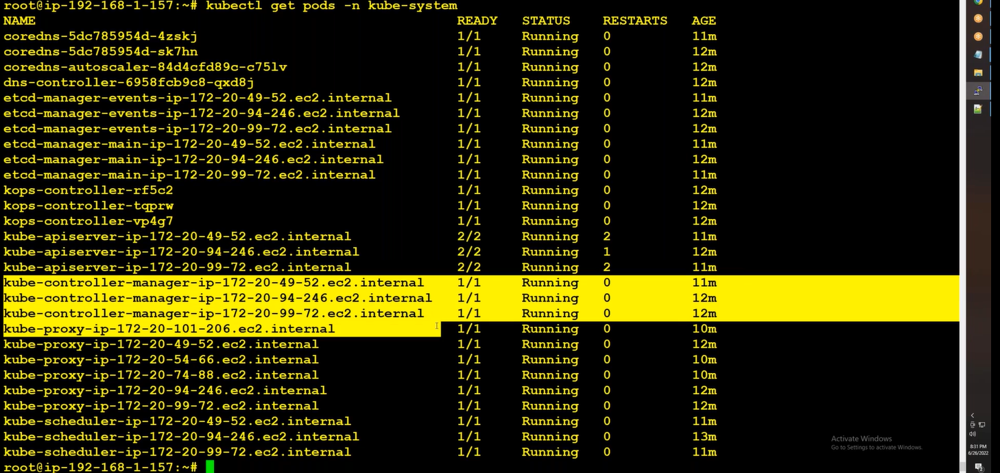 root@ip-192-168-1-157:~# kubectl get pods -n kube-system
NAME READY STATUS RESTARTS AGE
coredns-5dc785954d-4zskj 1/1 Running 0 11m
coredns-5dc785954d-sk7hn 1/1 Running 0 12m
coredns-autoscaler-84d4cfd89c-c75lv 1/1 Running 0 12m
dns-controller-6958fcb9c8-qxd8j 1/1 Running 0 12m
etcd-manager-events-ip-172-20-49-52.ec2.internal 1/1 Running 0 11m
etcd-manager-events-ip-172-20-94-246.ec2.internal 1/1 Running 0 12m
etcd-manager-events-ip-172-20-99-72.ec2.internal 1/1 Running 0 12m
etcd-manager-main-ip-172-20-49-52.ec2.internal 1/1 Running 0 11m
etcd-manager-main-ip-172-20-94-246.ec2.internal 1/1 Running 0 12m
etcd-manager-main-ip-172-20-99-72.ec2.internal 1/1 Running 0 11m
kops-controller-rf5c2 1/1 Running 0 12m
kops-controller-tqprw 1/1 Running 0 12m
kops-controller-vp4g7 1/1 Running 0 12m
kube-apiserver-ip-172-20-49-52.ec2.internal 2/2 Running 2 11m
kube-apiserver-ip-172-20-94-246.ec2.internal 2/2 Running 1 12m
kube-apiserver-ip-172-20-99-72.ec2.internal 2/2 Running 2 11m
kube-controller-manager-ip-172-20-49-52.ec2.internal 1/1 Running 0 11m
kube-controller-manager-ip-172-20-94-246.ec2.internal 1/1 Running 0 12m
kube-controller-manager-ip-172-20-99-72.ec2.internal 1/1 Running 0 12m
kube-proxy-ip-172-20-101-206.ec2.internal 1/1 Running 0 10m
kube-proxy-ip-172-20-49-52.ec2.internal 1/1 Running 0 12m
kube-proxy-ip-172-20-54-66.ec2.internal 1/1 Running 0 10m
kube-proxy-ip-172-20-74-88.ec2.internal 1/1 Running 0 10m
kube-proxy-ip-172-20-94-246.ec2.internal 1/1 Running 0 12m
kube-proxy-ip-172-20-99-72.ec2.internal 1/1 Running 0 12m
kube-scheduler-ip-172-20-49-52.ec2.internal 1/1 Running 0 11m
kube-scheduler-ip-172-20-94-246.ec2.internal 1/1 Running 0 13m
kube-scheduler-ip-172-20-99-72.ec2.internal 1/1 Running 0 11m
root@ip-192-168-1-157:~#
Activate Windows
Go to Settings to activate Windows.
8:31 PM
6/26/2022
2